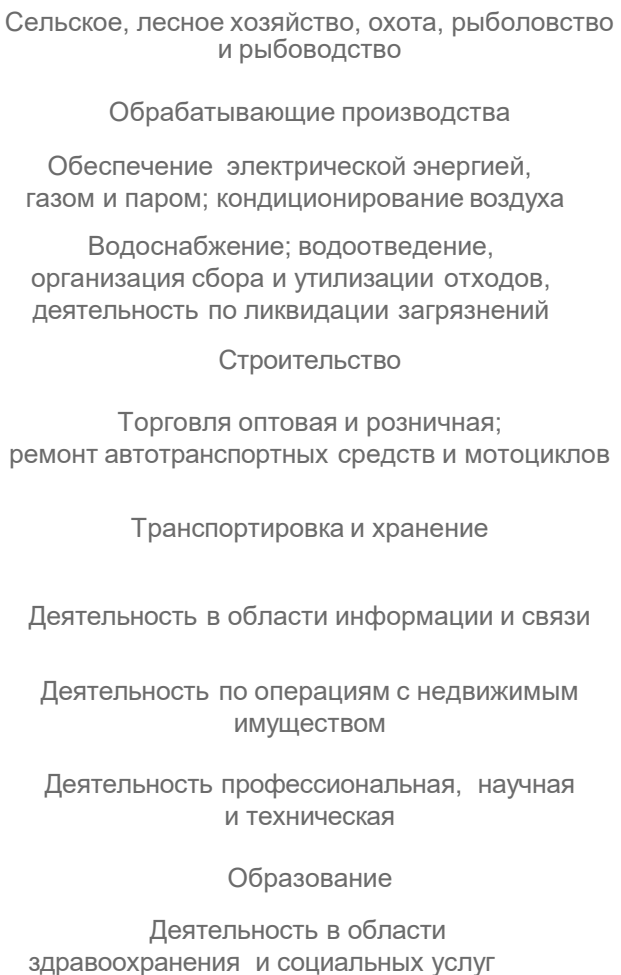 Сельское, лесное хозяйство, охота, рыболовство
и рыбоводство
Обрабатывающие производства
Обеспечение электрической энергией,
газом и паром; кондиционирование воздуха
Водоснабжение; водоотведение,
организация сбора и утилизации отходов,
деятельность по ликвидации загрязнений
Строительство
Торговля оптовая и розничная;
ремонт автотранспортных средств и мотоциклов
Транспортировка и хранение
Деятельность в области информации и связи
Деятельность по операциям с недвижимым
имуществом
Деятельность профессиональная, научная
и техническая
Образование
Деятельность в области
здравоохранения и социальных услуг